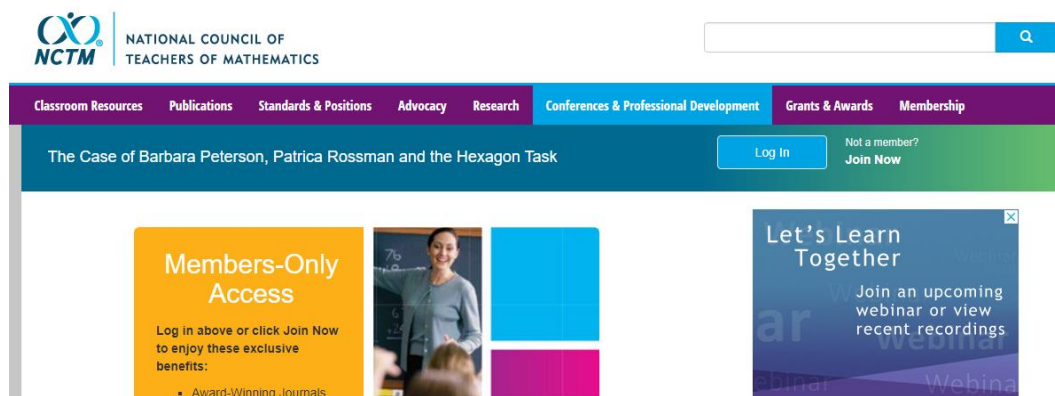 NCTM
NATIONAL COUNCIL OF
TEACHERS OF MATHEMATICS
Classroom Resources Publications Standards & Positions Advocacy Research Conferences & Professional Development Grants & Awards Membership
The Case of Barbara Peterson, Patrica Rossman and the Hexagon Task
Log In
Not a member?
Join Now
Members-Only
Access
Log in above or click Join Now
to enjoy these exclusive
benefits:
Award-Winning Journals
Let's Learn
Together
Join an upcoming
webinar or view
recent recordings